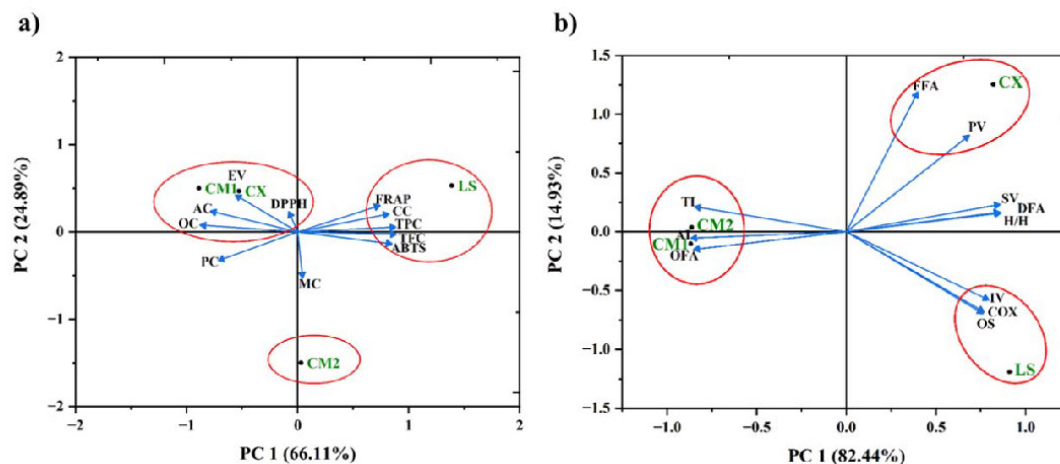 a)
b)
2
1
0
−1
−2
−2
−1
0
1
2
PC 2 (24.89%)
PC 1 (66.11%)
EV
CM1
CX
DPPH
AC
OC
PC
MC
CM2
FRAP
LS
CC
TPC
TFC
ABTS
1.5
1.0
0.5
0.0
−0.5
−1.0
−1.5
−1.0
−0.5
0.0
0.5
1.0
PC 2 (14.93%)
PC 1 (82.44%)
FFA
CX
PV
TI
CM2
AI
CM1
OFA
SV
DFA
H/H
IV
COX
OS
LS